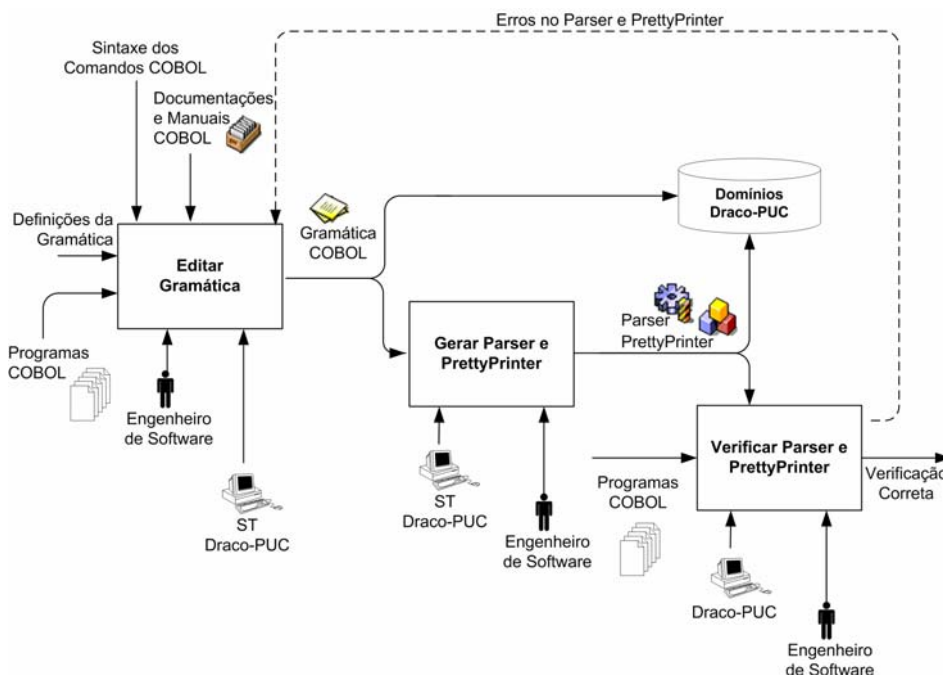 Erros no Parser e PrettyPrinter
Sintaxe dos
Comandos COBOL
Documentações
e Manuais
COBOL
Definições da
Gramática
Gramática
COBOL
Domínios
Draco-PUC
Editar
Gramática
Programas
COBOL
Engenheiro
de Software
ST
Draco-PUC
Parser
PrettyPrinter
Gerar Parser e
PrettyPrinter
ST
Draco-PUC
Engenheiro
de Software
Programas
COBOL
Verificar Parser e
PrettyPrinter
Verificação
Correta
Draco-PUC
Engenheiro
de Software